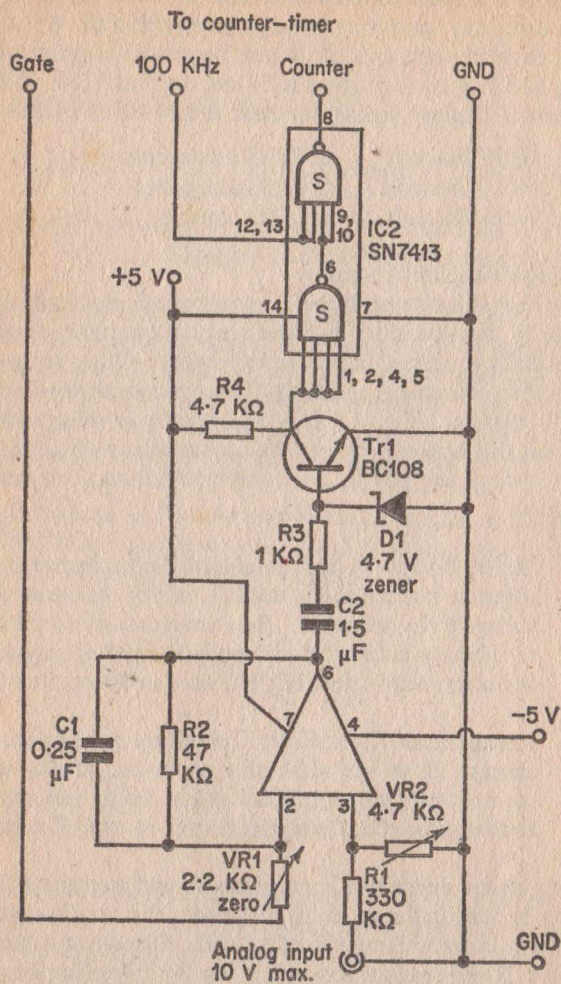 To counter-timer
Gate
100 KHz
Counter
GND
8
S
12, 13
9,
10
IC2
SN7413
6
+5 V
14
S
7
1, 2, 4, 5
R4
4·7 KΩ
Tr1
BC108
R3
1 KΩ
D1
4·7 V
zener
C2
1·5
µF
6
C1
0·25
µF
R2
47
KΩ
7
4
-5 V
2
3
VR2
4·7 KΩ
VR1
2·2 KΩ
zero
R1
330
KΩ
Analog input
10 V max.
GND